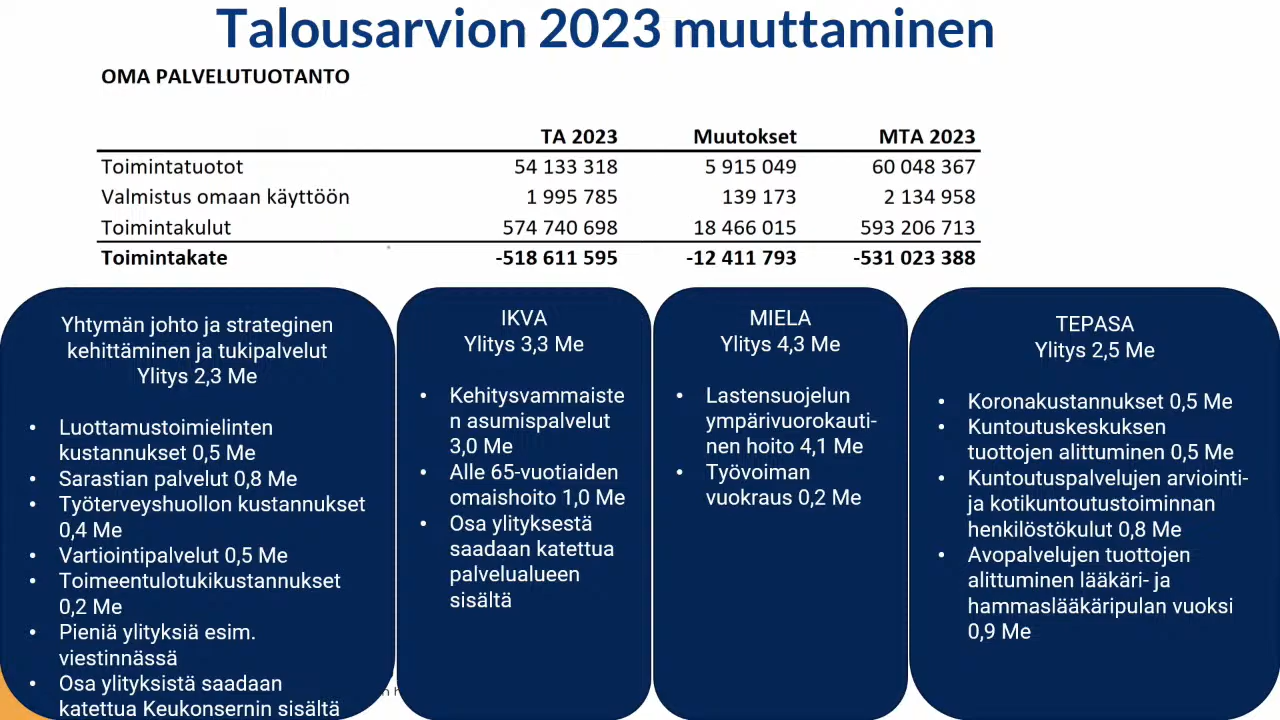 Talousarvion 2023 muuttaminen
OMA PALVELUTUOTANTO
TA 2023 Muutokset MTA 2023
Toimintatuotot 54 133 318 5 915 049 60 048 367
Valmistus omaan käyttöön 1 995 785 139 173 2 134 958
Toimintakulut 574 740 698 18 466 015 593 206 713
Toimintakate -518 611 595 -12 411 793 -531 023 388
Yhtymän johto ja strateginen
kehittäminen ja tukipalvelut
Ylitys 2,3 Me
• Luottamustoimielinten
kustannukset 0,5 Me
• Sarastian palvelut 0,8 Me
• Työterveyshuollon kustannukset
0,4 Me
• Vartiointipalvelut 0,5 Me
• Toimeentulotukikustannukset
0,2 Me
• Pieniä ylityksiä esim.
viestinnässä
• Osa ylityksistä saadaan
katettua Keukonsernin sisältä
IKVA
Ylitys 3,3 Me
• Kehitysvammaiste
n asumispalvelut
3,0 Me
• Alle 65-vuotiaiden
omaishoito 1,0 Me
• Osa ylityksestä
saadaan katettua
palvelualueen
sisältä
MIELA
Ylitys 4,3 Me
• Lastensuojelun
ympärivuorokauti-
nen hoito 4,1 Me
• Työvoiman
vuokraus 0,2 Me
TEPASA
Ylitys 2,5 Me
• Koronakustannukset 0,5 Me
• Kuntoutuskeskuksen
tuottojen alittuminen 0,5 Me
• Kuntoutuspalvelujen arviointi-
ja kotikuntoutustoiminnan
henkilöstökulut 0,8 Me
• Avopalvelujen tuottojen
alittuminen lääkäri- ja
hammaslääkäripulan vuoksi
0,9 Me